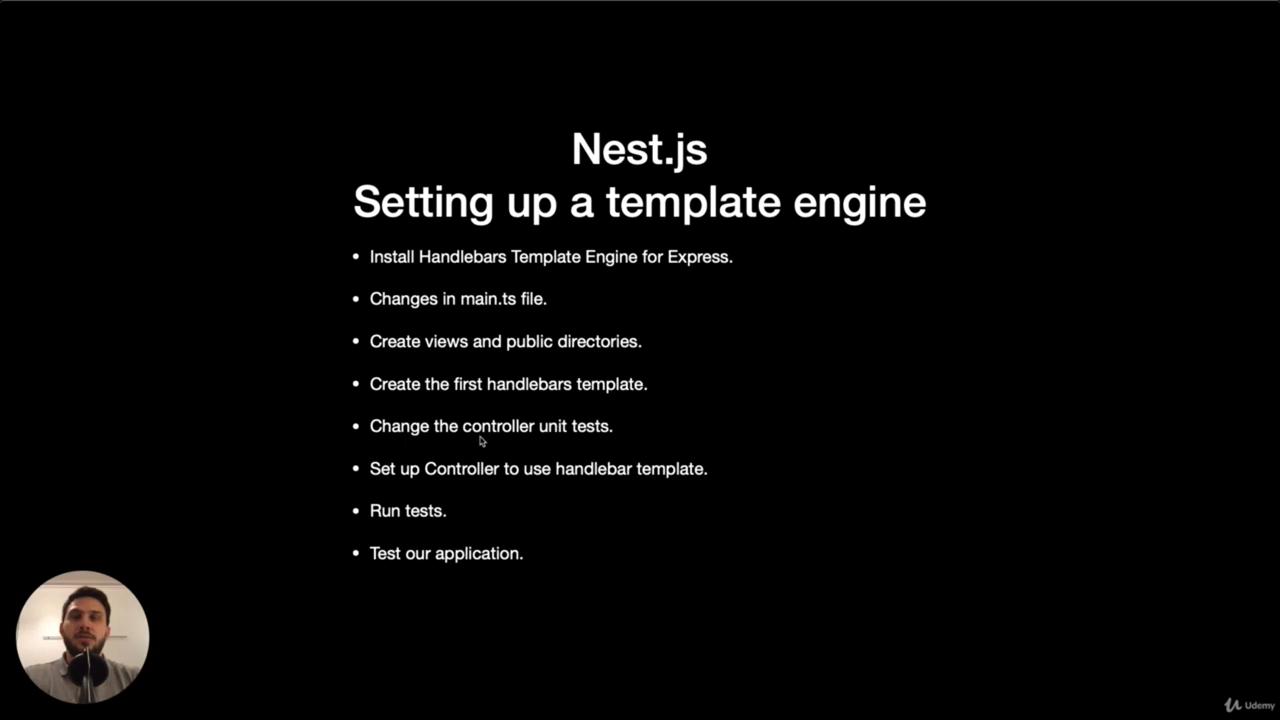 Nest.js
Setting up a template engine
• Install Handlebars Template Engine for Express.
• Changes in main.ts file.
• Create views and public directories.
• Create the first handlebars template.
• Change the controller unit tests.
• Set up Controller to use handlebar template.
• Run tests.
• Test our application.
Udemy